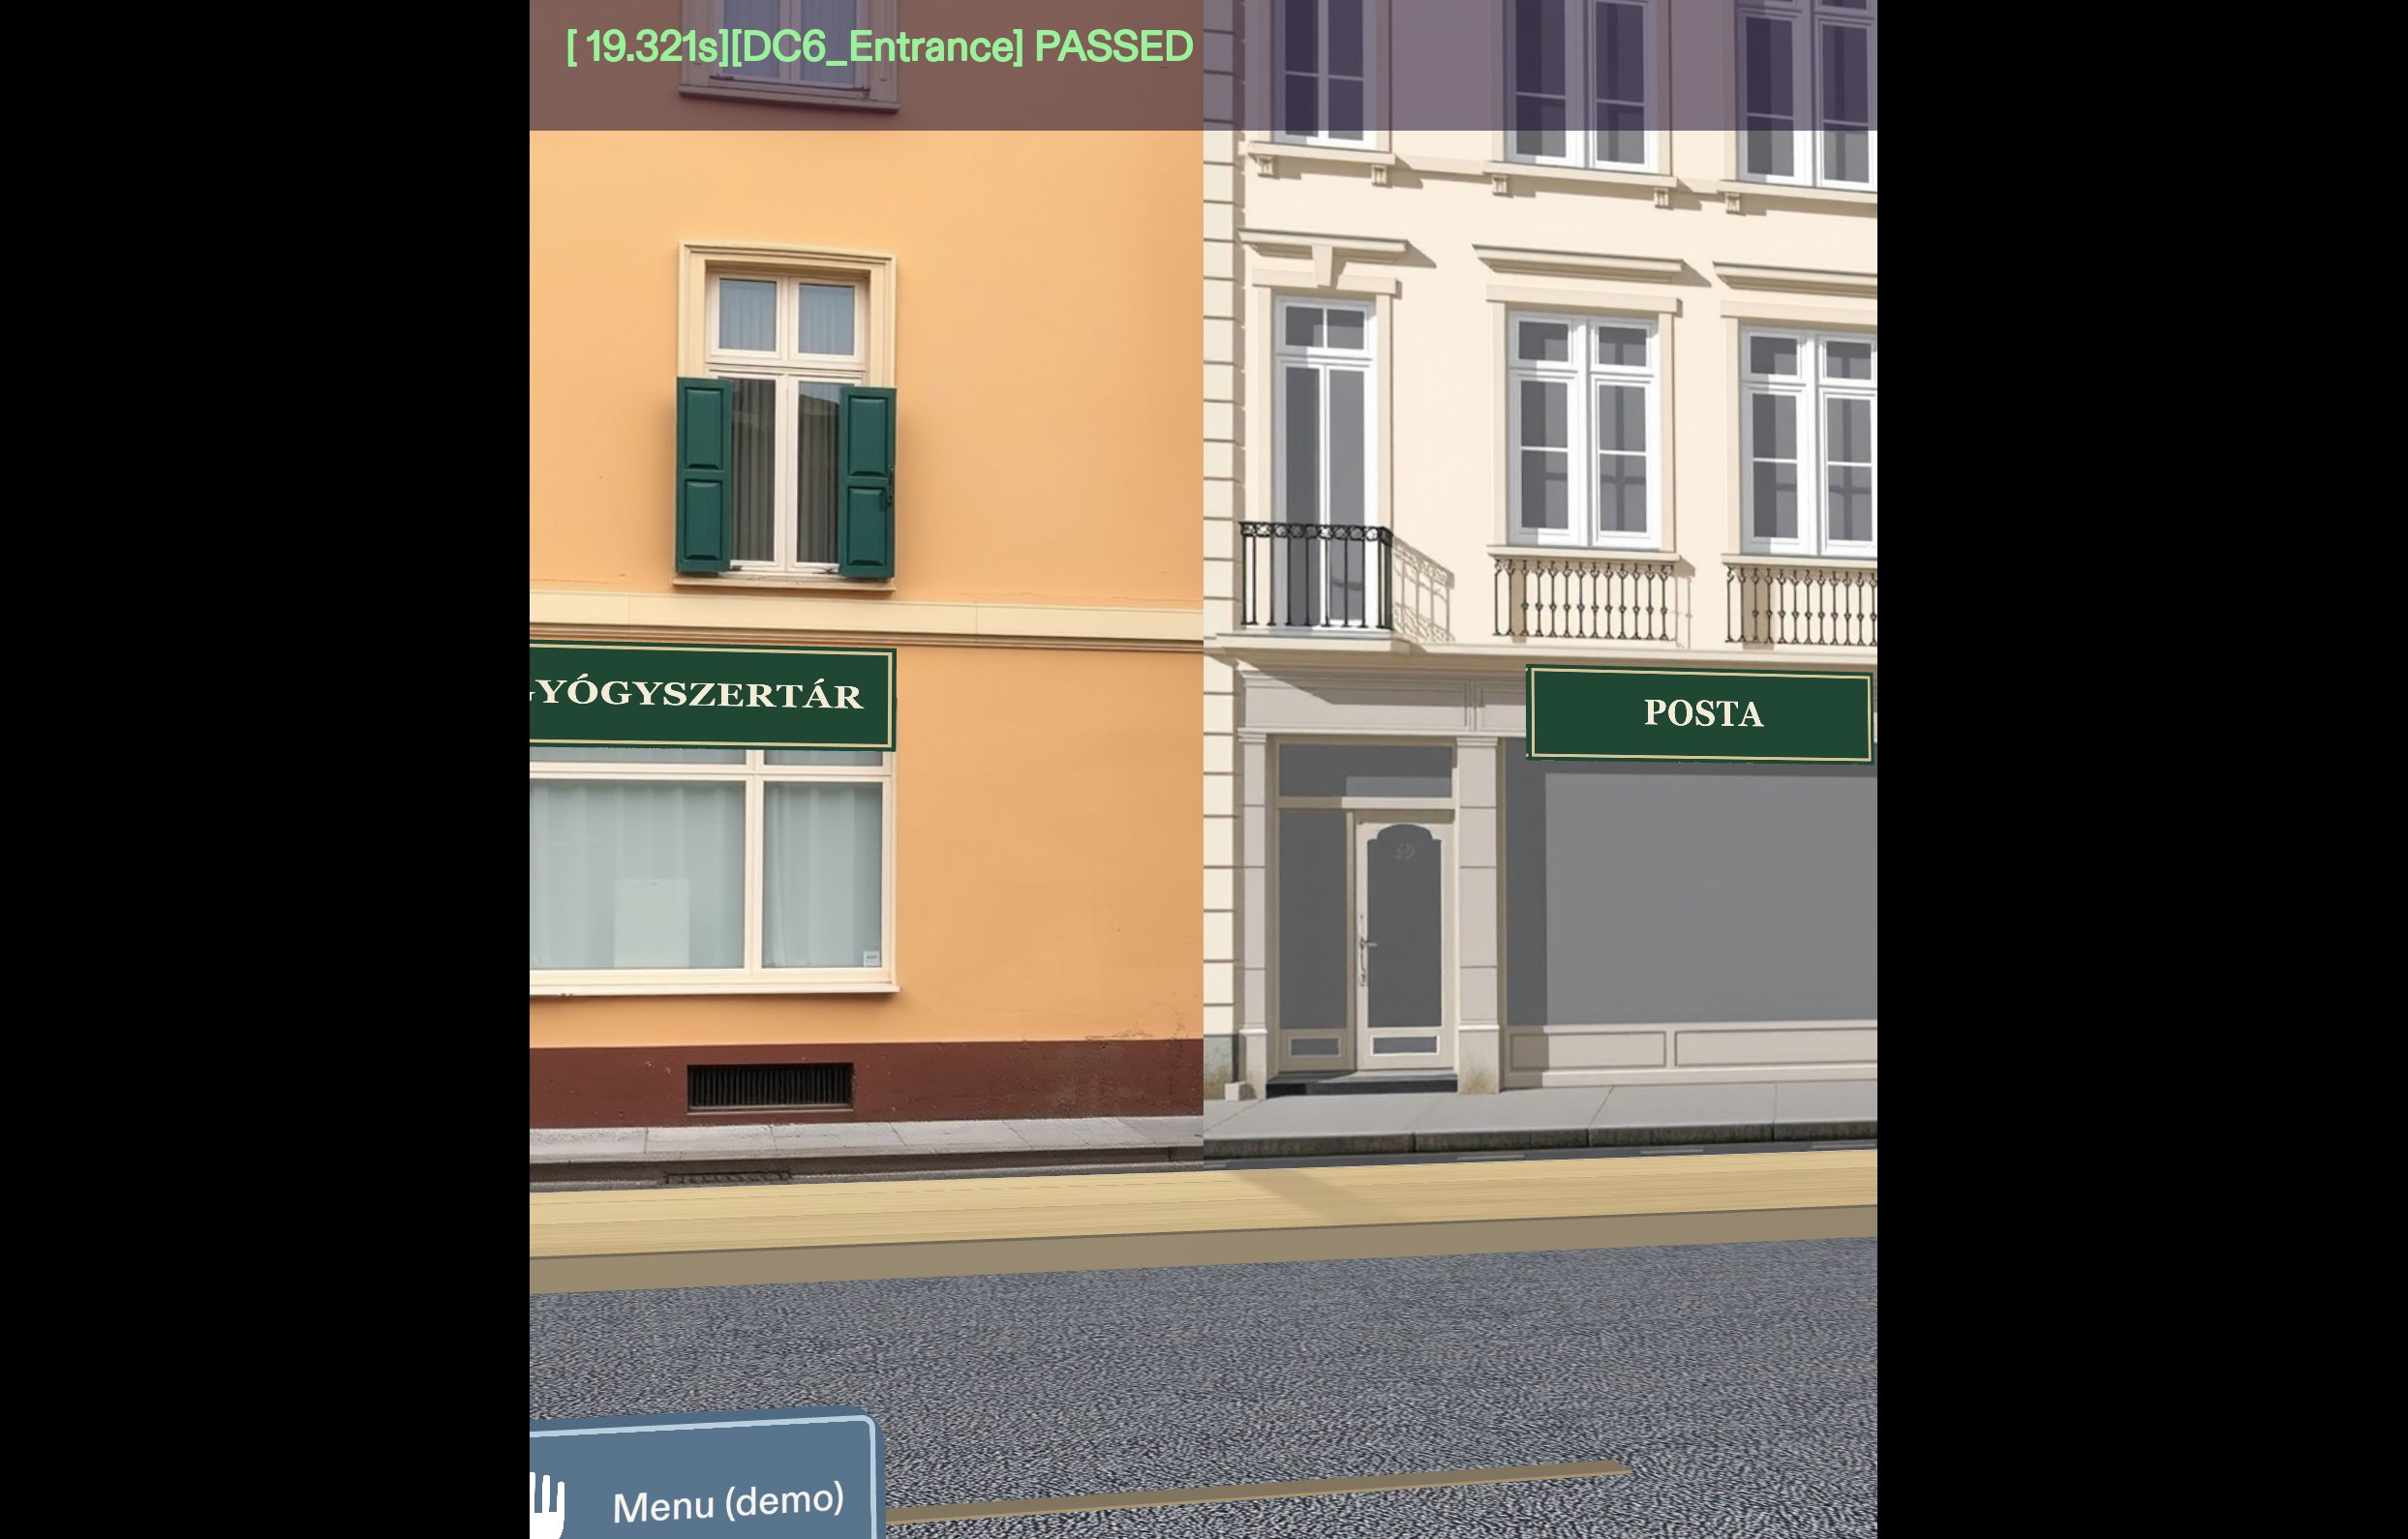 [ 19.321s][DC6_Entrance] PASSED
YÓGYSZERTÁR
POSTA
Menu (demo)